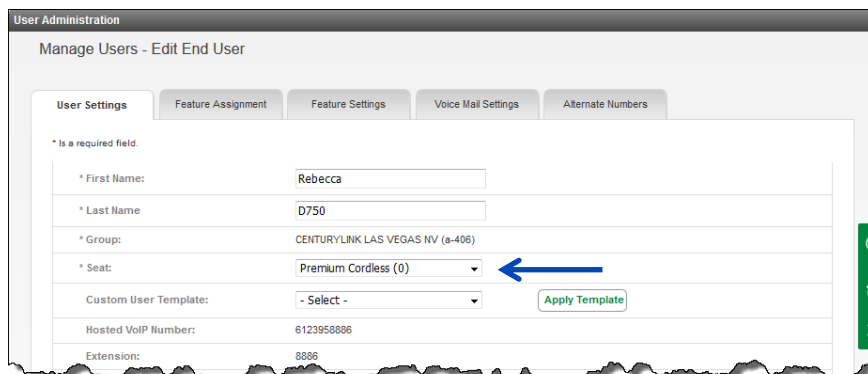 User Administration
Manage Users - Edit End User
User Settings Feature Assignment Feature Settings Voice Mail Settings Alternate Numbers
* Is a required field.
* First Name: Rebecca
* Last Name D750
* Group: CENTURYLINK LAS VEGAS NV (a-406)
* Seat: Premium Cordless (0)
Custom User Template: - Select - Apply Template
Hosted VoIP Number: 6123958886
Extension: 8886